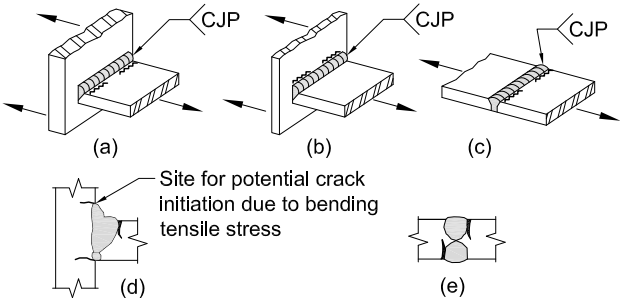 CJP
CJP
CJP
(a)
(b)
(c)
Site for potential crack
initiation due to bending
tensile stress
(d)
(e)